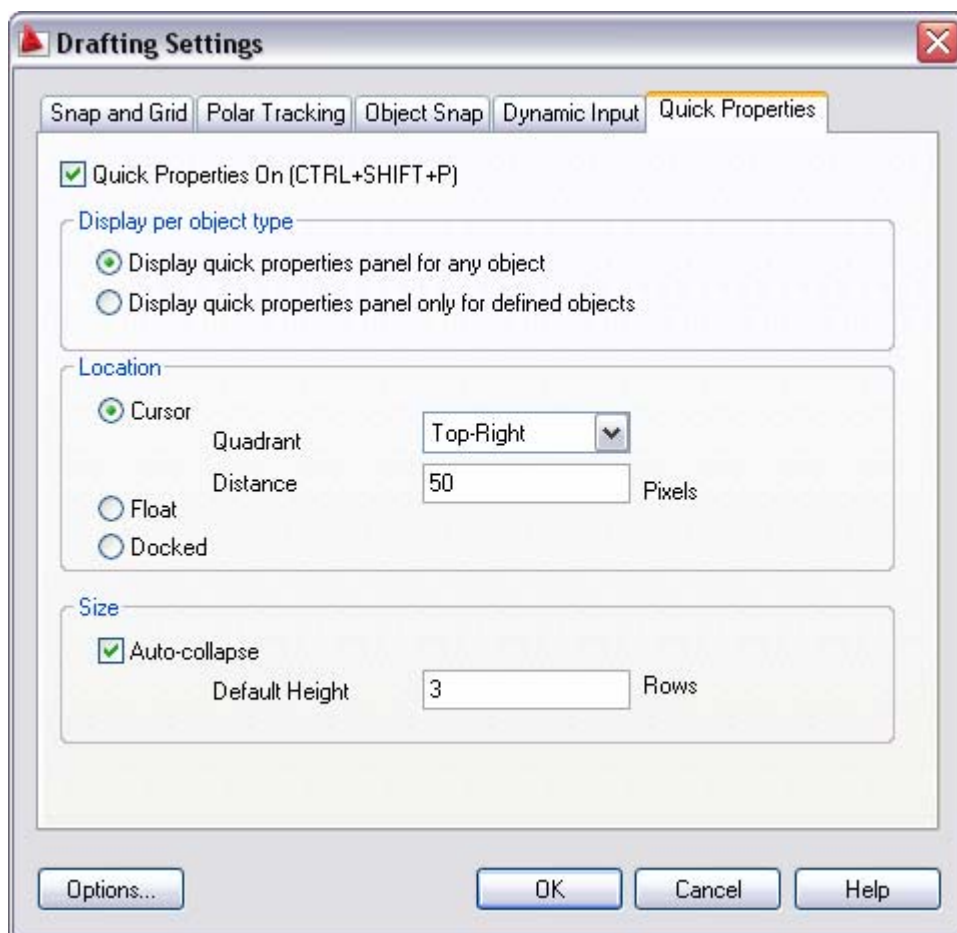 Drafting Settings
Snap and Grid
Polar Tracking
Object Snap
Dynamic Input
Quick Properties
Quick Properties On (CTRL+SHIFT+P)
Display per object type
Display quick properties panel for any object
Display quick properties panel only for defined objects
Location
Cursor
Quadrant Top-Right
Distance 50 Pixels
Float
Docked
Size
Auto-collapse
Default Height 3 Rows
Options... OK Cancel Help